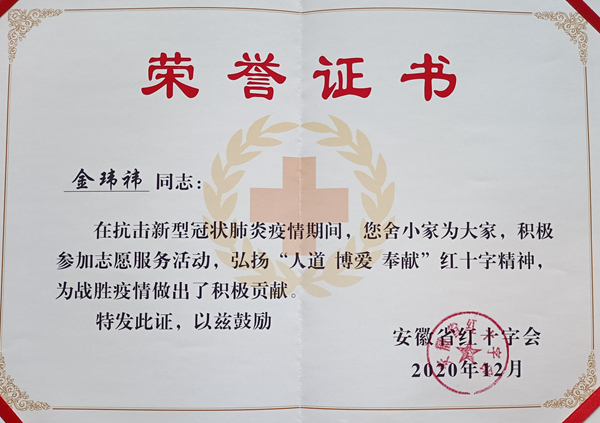 荣誉证书
金玮祎 同志：
在抗击新型冠状肺炎疫情期间，您舍小家为大家，积极
参加志愿服务活动，弘扬“人道 博爱 奉献”红十字精神，
为战胜疫情做出了积极贡献。
特发此证，以兹鼓励
安徽省红十字会
2020年12月